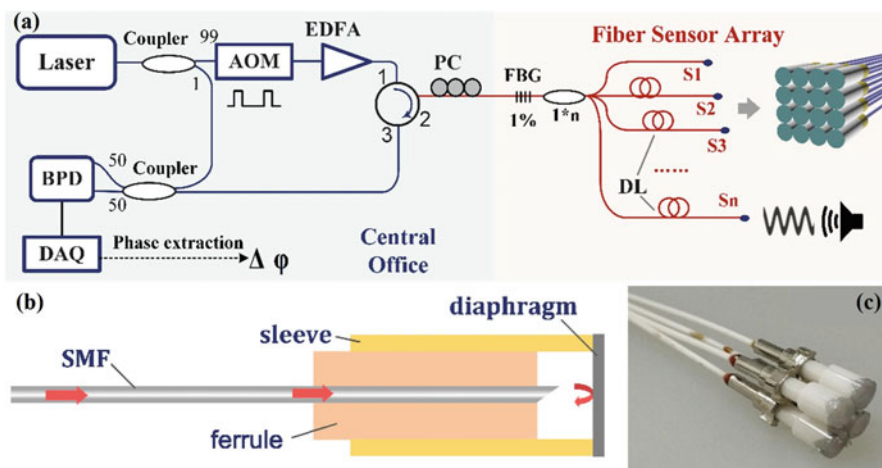 (a)
Laser
Coupler
99
1
AOM
EDFA
1
2
3
PC
FBG
1%
1*n
Fiber Sensor Array
S1
S2
S3
......
DL
Sn
BPD
50
50
Coupler
DAQ
Phase extraction
Δ φ
Central
Office
(b)
SMF
sleeve
ferrule
diaphragm
(c)